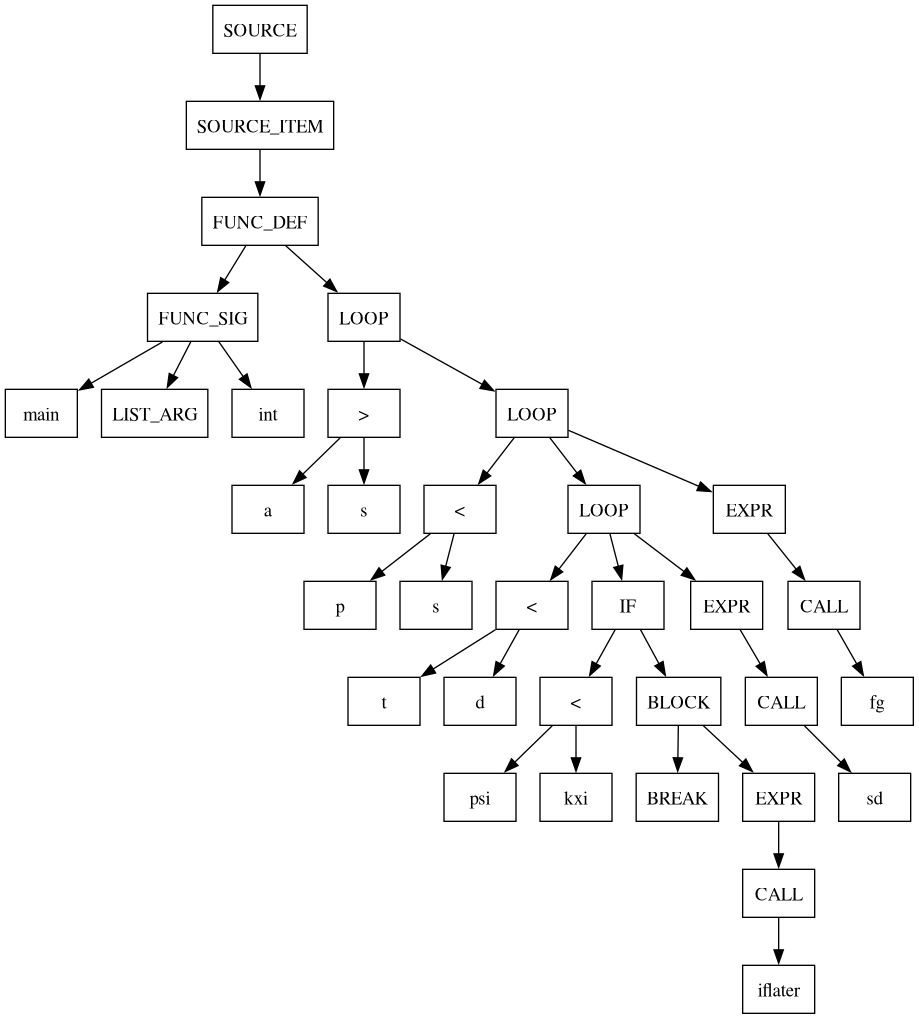 SOURCE
SOURCE_ITEM
FUNC_DEF
FUNC_SIG LOOP
main LIST_ARG int > LOOP
a s < LOOP EXPR
p s < IF EXPR CALL
t d < BLOCK CALL fg
psi kxi BREAK EXPR sd
CALL
iflater